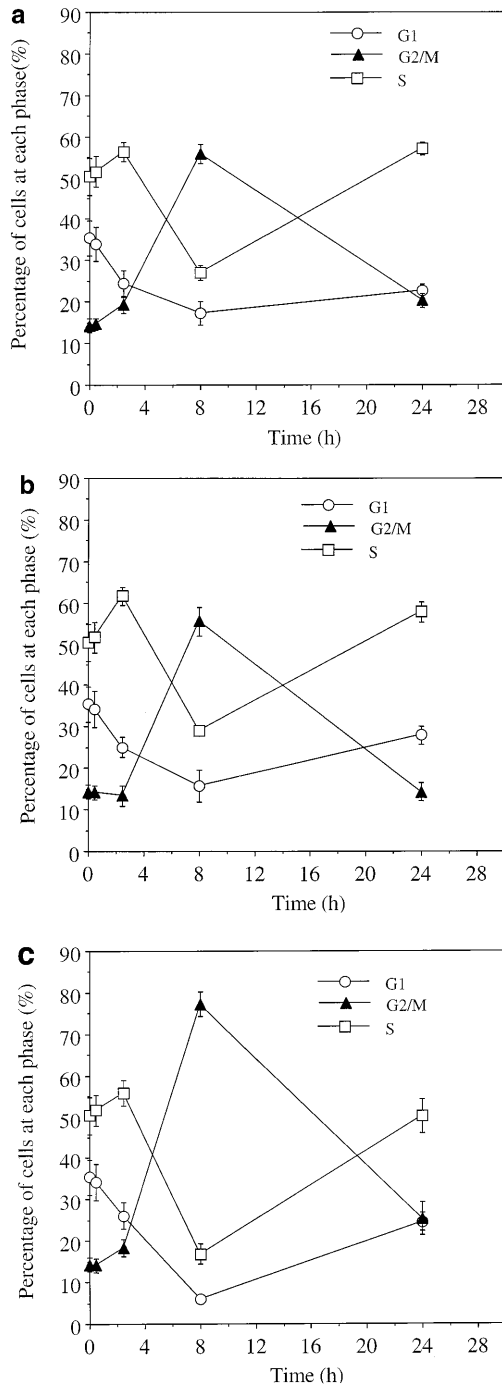 a
Percentage of cells at each phase(%)
90
80
70
60
50
40
30
20
10
0
G1
G2/M
S
0 4 8 12 16 20 24 28
Time (h)
b
Percentage of cells at each phase (%)
90
80
70
60
50
40
30
20
10
0
G1
G2/M
S
0 4 8 12 16 20 24 28
Time (h)
c
Percentage of cells at each phase (%)
90
80
70
60
50
40
30
20
10
0
G1
G2/M
S
0 4 8 12 16 20 24 28
Time (h)